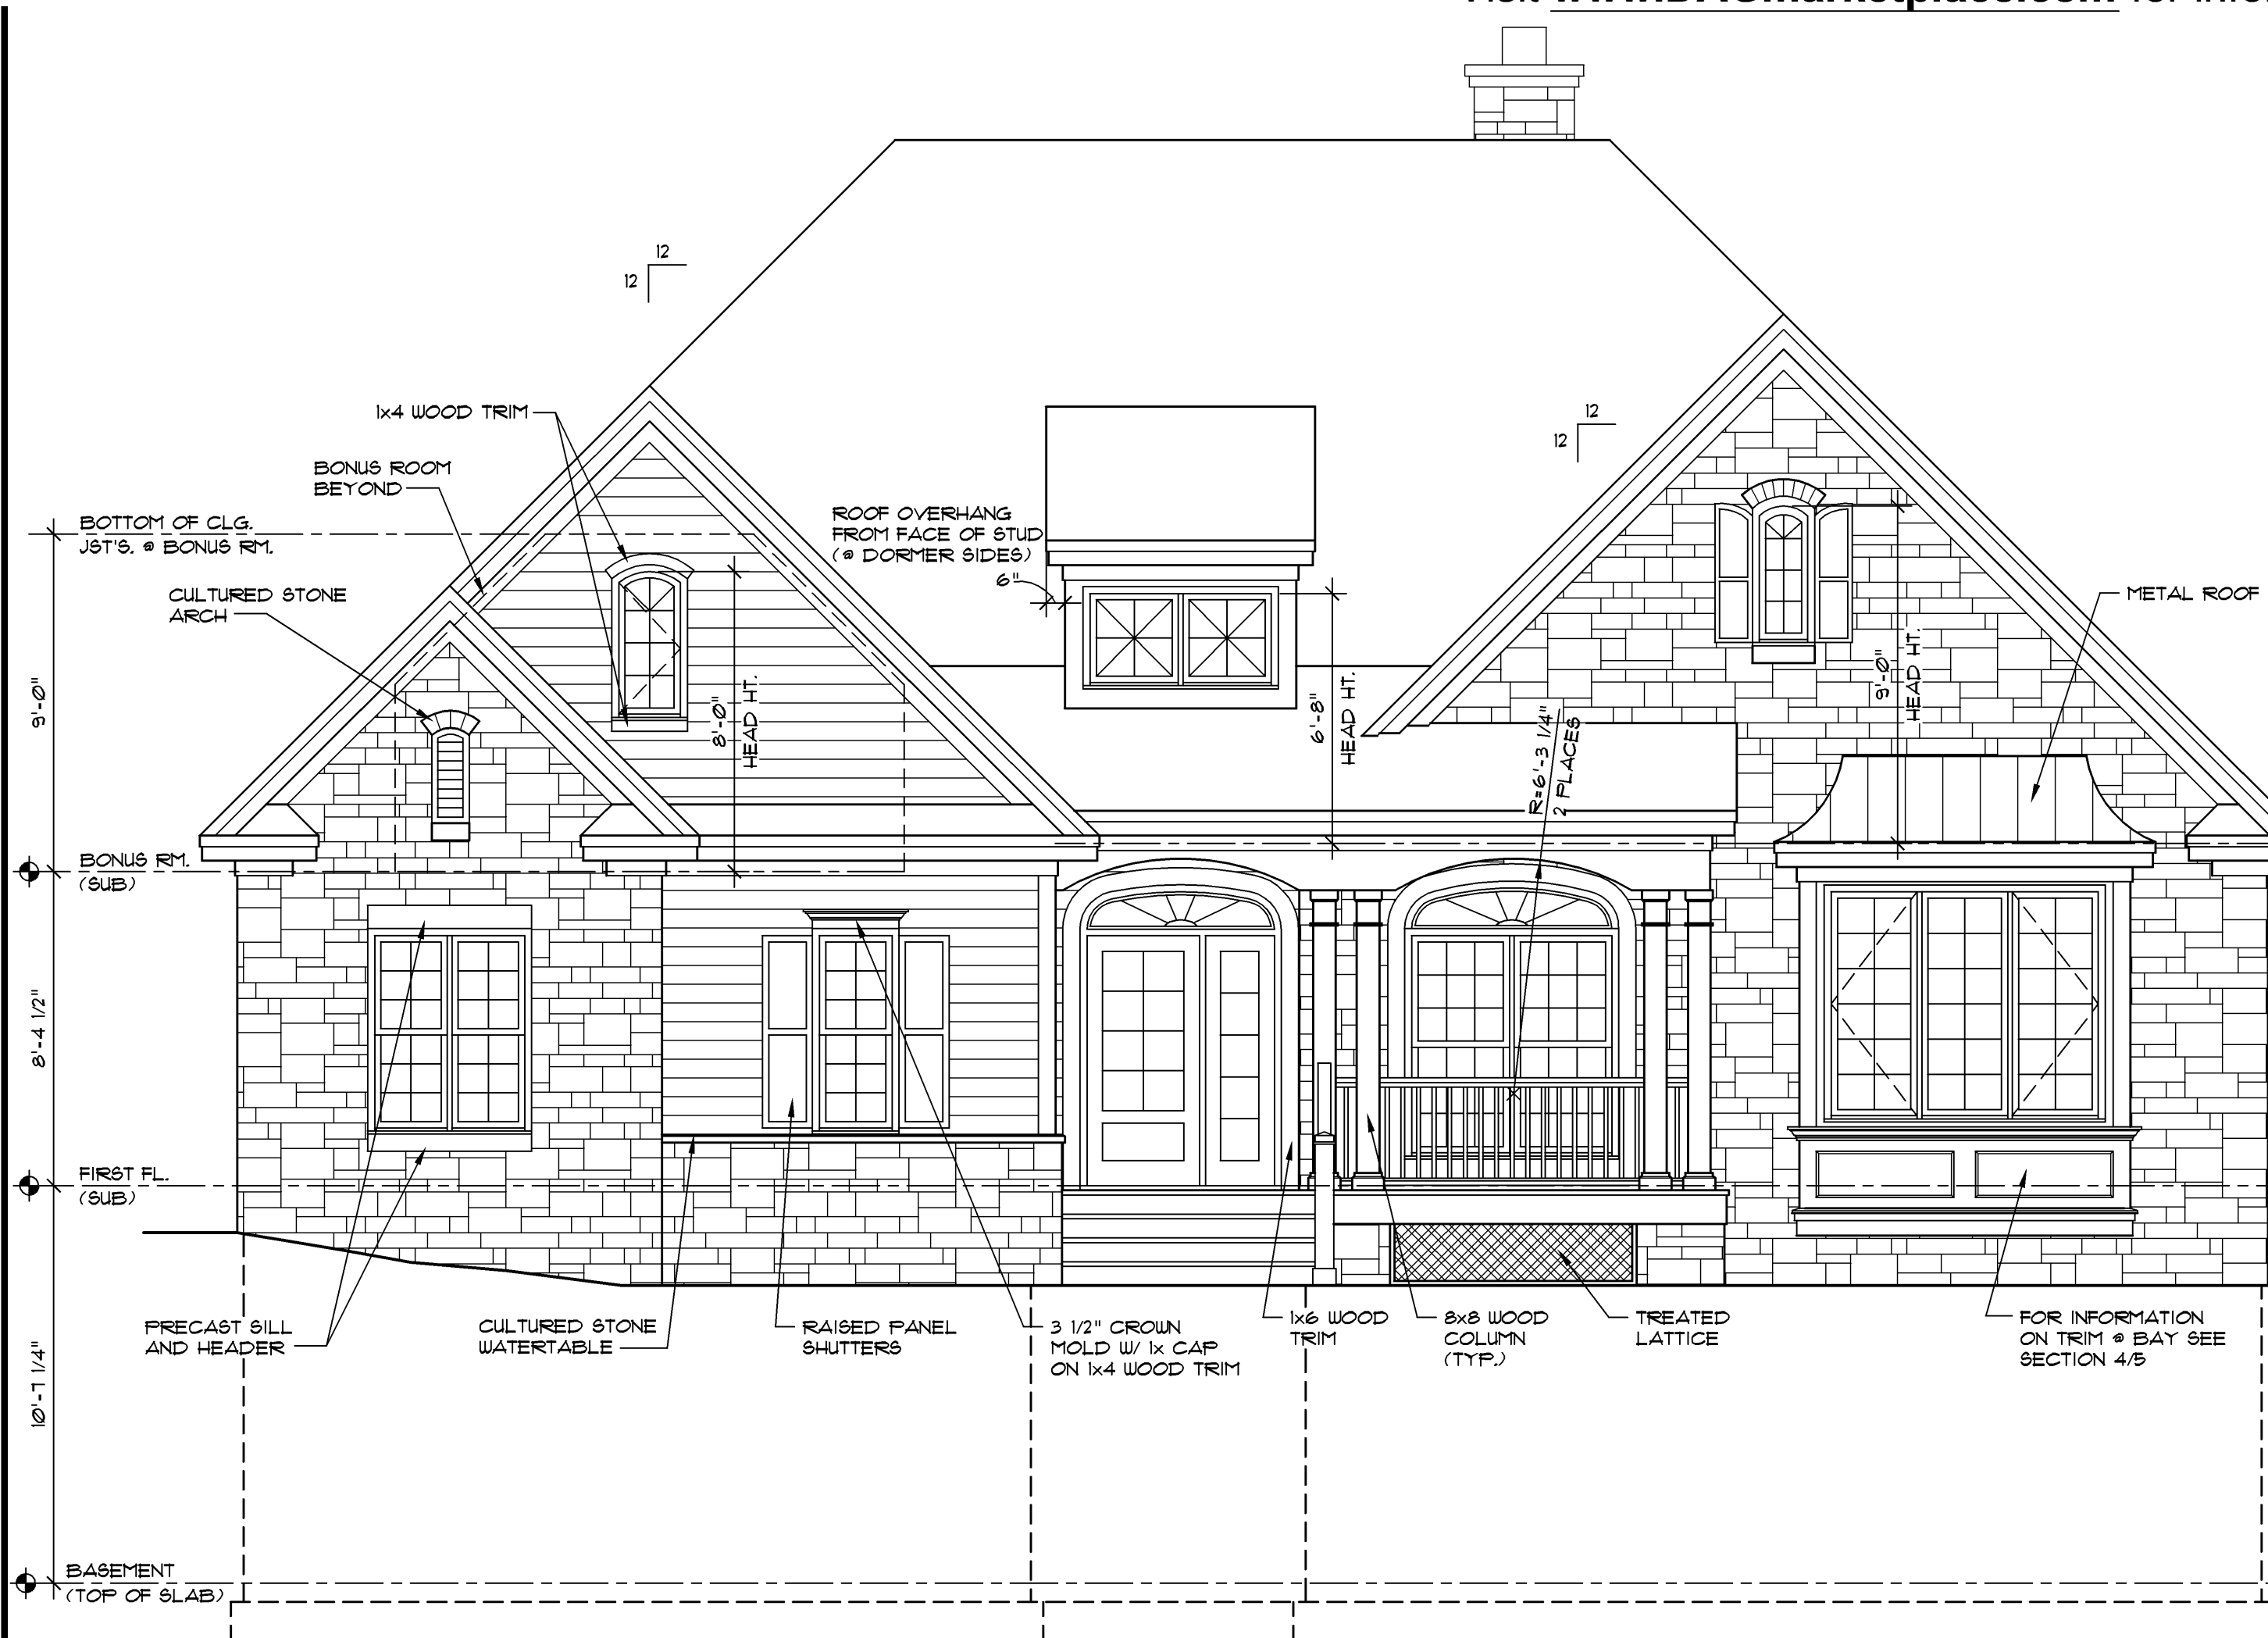 www.DAGmarketplace.com for
12
12
1x4 WOOD TRIM
BONUS ROOM
BEYOND
BOTTOM OF CLG.
JST'S. @ BONUS RM.
CULTURED STONE
ARCH
ROOF OVERHANG
FROM FACE OF STUD
(@ DORMER SIDES)
6"
12
12
METAL ROOF
9'-0"
8'-0"
HEAD HT.
6'-8"
HEAD HT.
R=6'-3 1/4"
2 PLACES
9'-0"
HEAD HT.
BONUS RM.
(SUB)
8'-4 1/2"
FIRST FL.
(SUB)
PRECAST SILL
AND HEADER
CULTURED STONE
WATERTABLE
RAISED PANEL
SHUTTERS
3 1/2" CROWN
MOLD W/ 1x CAP
ON 1x4 WOOD TRIM
1x6 WOOD
TRIM
8x8 WOOD
COLUMN
(TYP.)
TREATED
LATTICE
FOR INFORMATION
ON TRIM @ BAY SEE
SECTION 4/5
10'-7 1/4"
BASEMENT
(TOP OF SLAB)